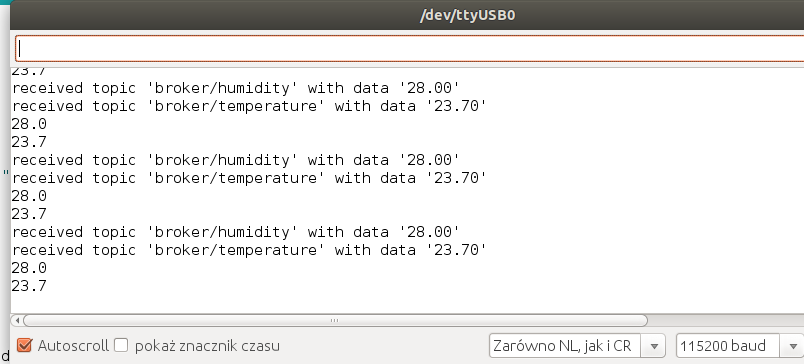 /dev/ttyUSB0
23.7
received topic 'broker/humidity' with data '28.00'
received topic 'broker/temperature' with data '23.70'
28.0
23.7
received topic 'broker/humidity' with data '28.00'
received topic 'broker/temperature' with data '23.70'
" 28.0
23.7
received topic 'broker/humidity' with data '28.00'
received topic 'broker/temperature' with data '23.70'
28.0
23.7
d Autoscroll pokaż znacznik czasu Zarówno NL, jak i CR 115200 baud